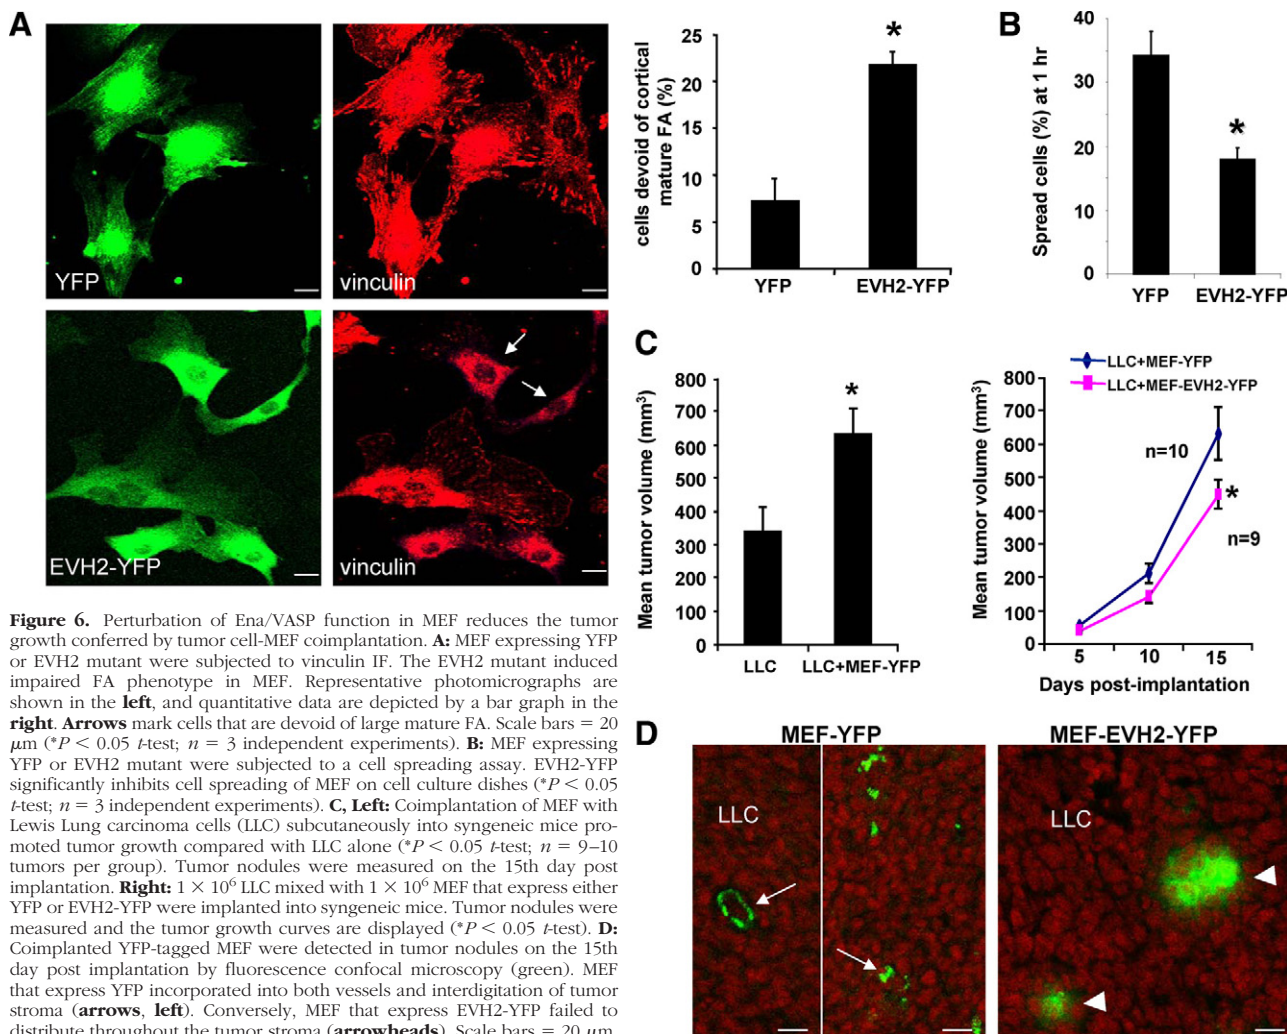 A
YFP
vinculin
EVH2-YFP
vinculin
cells devoid of cortical
mature FA (%)
25
20
15
10
5
0
*
YFP
EVH2-YFP
B
Spread cells (%) at 1 hr
40
30
20
10
0
*
YFP
EVH2-YFP
C
Mean tumor volume (mm³)
800
700
600
500
400
300
200
100
0
*
LLC
LLC+MEF-YFP
LLC+MEF-YFP
LLC+MEF-EVH2-YFP
Mean tumor volume (mm³)
800
700
600
500
400
300
200
100
0
n=10
*
n=9
5
10
15
Days post-implantation
D
MEF-YFP
MEF-EVH2-YFP
LLC
LLC
Figure 6. Perturbation of Ena/VASP function in MEF reduces the tumor
growth conferred by tumor cell-MEF coimplantation. A: MEF expressing YFP
or EVH2 mutant were subjected to vinculin IF. The EVH2 mutant induced
impaired FA phenotype in MEF. Representative photomicrographs are
shown in the left, and quantitative data are depicted by a bar graph in the
right. Arrows mark cells that are devoid of large mature FA. Scale bars = 20
μm (*P < 0.05 t-test; n = 3 independent experiments). B: MEF expressing
YFP or EVH2 mutant were subjected to a cell spreading assay. EVH2-YFP
significantly inhibits cell spreading of MEF on cell culture dishes (*P < 0.05
t-test; n = 3 independent experiments). C, Left: Coimplantation of MEF with
Lewis Lung carcinoma cells (LLC) subcutaneously into syngeneic mice pro-
moted tumor growth compared with LLC alone (*P < 0.05 t-test; n = 9–10
tumors per group). Tumor nodules were measured on the 15th day post
implantation. Right: 1 × 10⁶ LLC mixed with 1 × 10⁶ MEF that express either
YFP or EVH2-YFP were implanted into syngeneic mice. Tumor nodules were
measured and the tumor growth curves are displayed (*P < 0.05 t-test). D:
Coimplanted YFP-tagged MEF were detected in tumor nodules on the 15th
day post implantation by fluorescence confocal microscopy (green). MEF
that express YFP incorporated into both vessels and interdigitation of tumor
stroma (arrows, left). Conversely, MEF that express EVH2-YFP failed to
distribute throughout the tumor stroma (arrowheads). Scale bars = 20 μm.